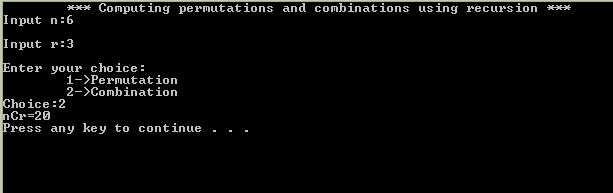 *** Computing permutations and combinations using recursion ***
Input n:6
Input r:3
Enter your choice:
1->Permutation
2->Combination
Choice:2
nCr=20
Press any key to continue . . .